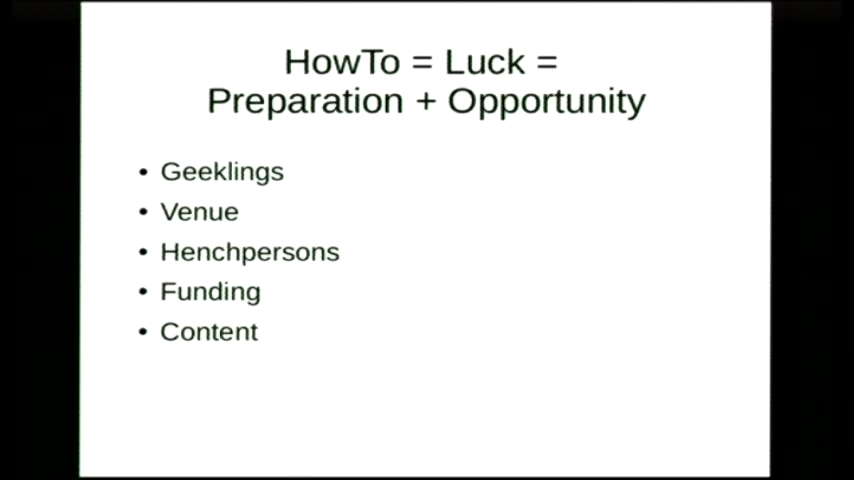 HowTo = Luck =
Preparation + Opportunity
• Geeklings
• Venue
• Henchpersons
• Funding
• Content